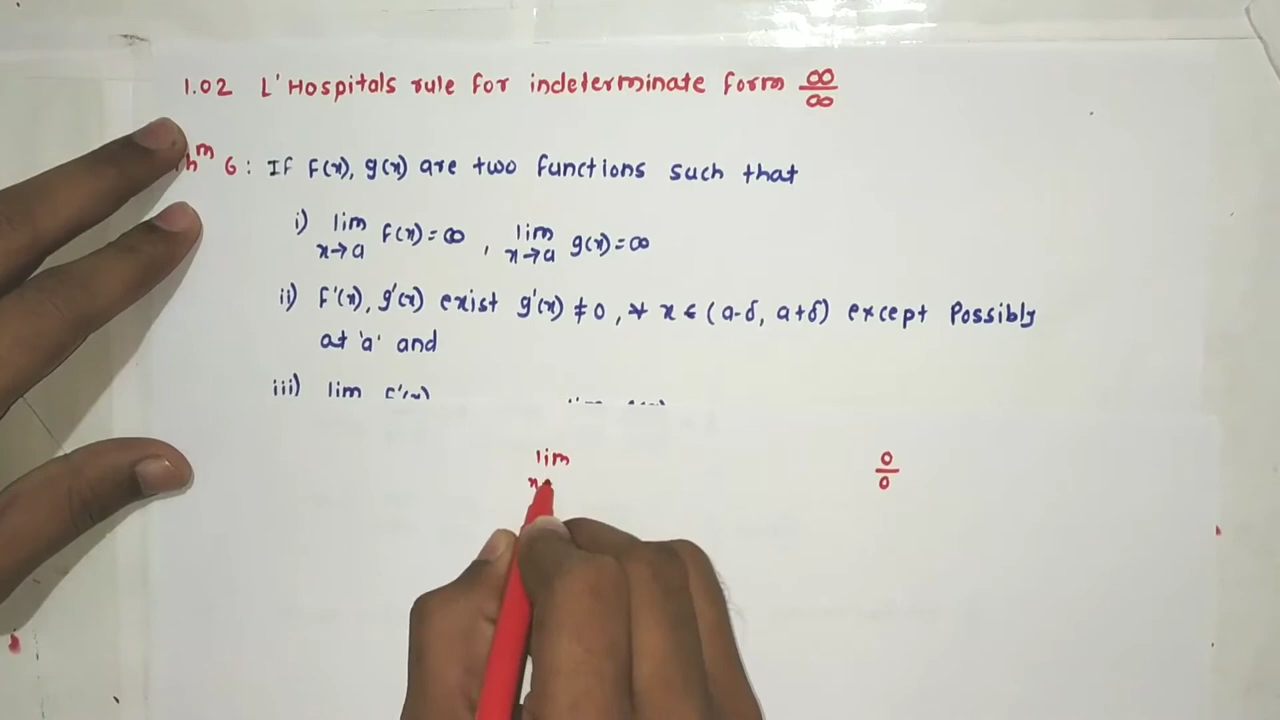 1.02 L'Hospitals rule for indeterminate form ∞/∞
hm 6: If f(x), g(x) are two functions such that
i) lim x→a f(x)=∞, lim x→a g(x)=∞
ii) f'(x), g'(x) exist g'(x) ≠ 0, ∀ x ∈ (a-δ, a+δ) except possibly
at 'a' and
iii) lim
lim 0/0
x